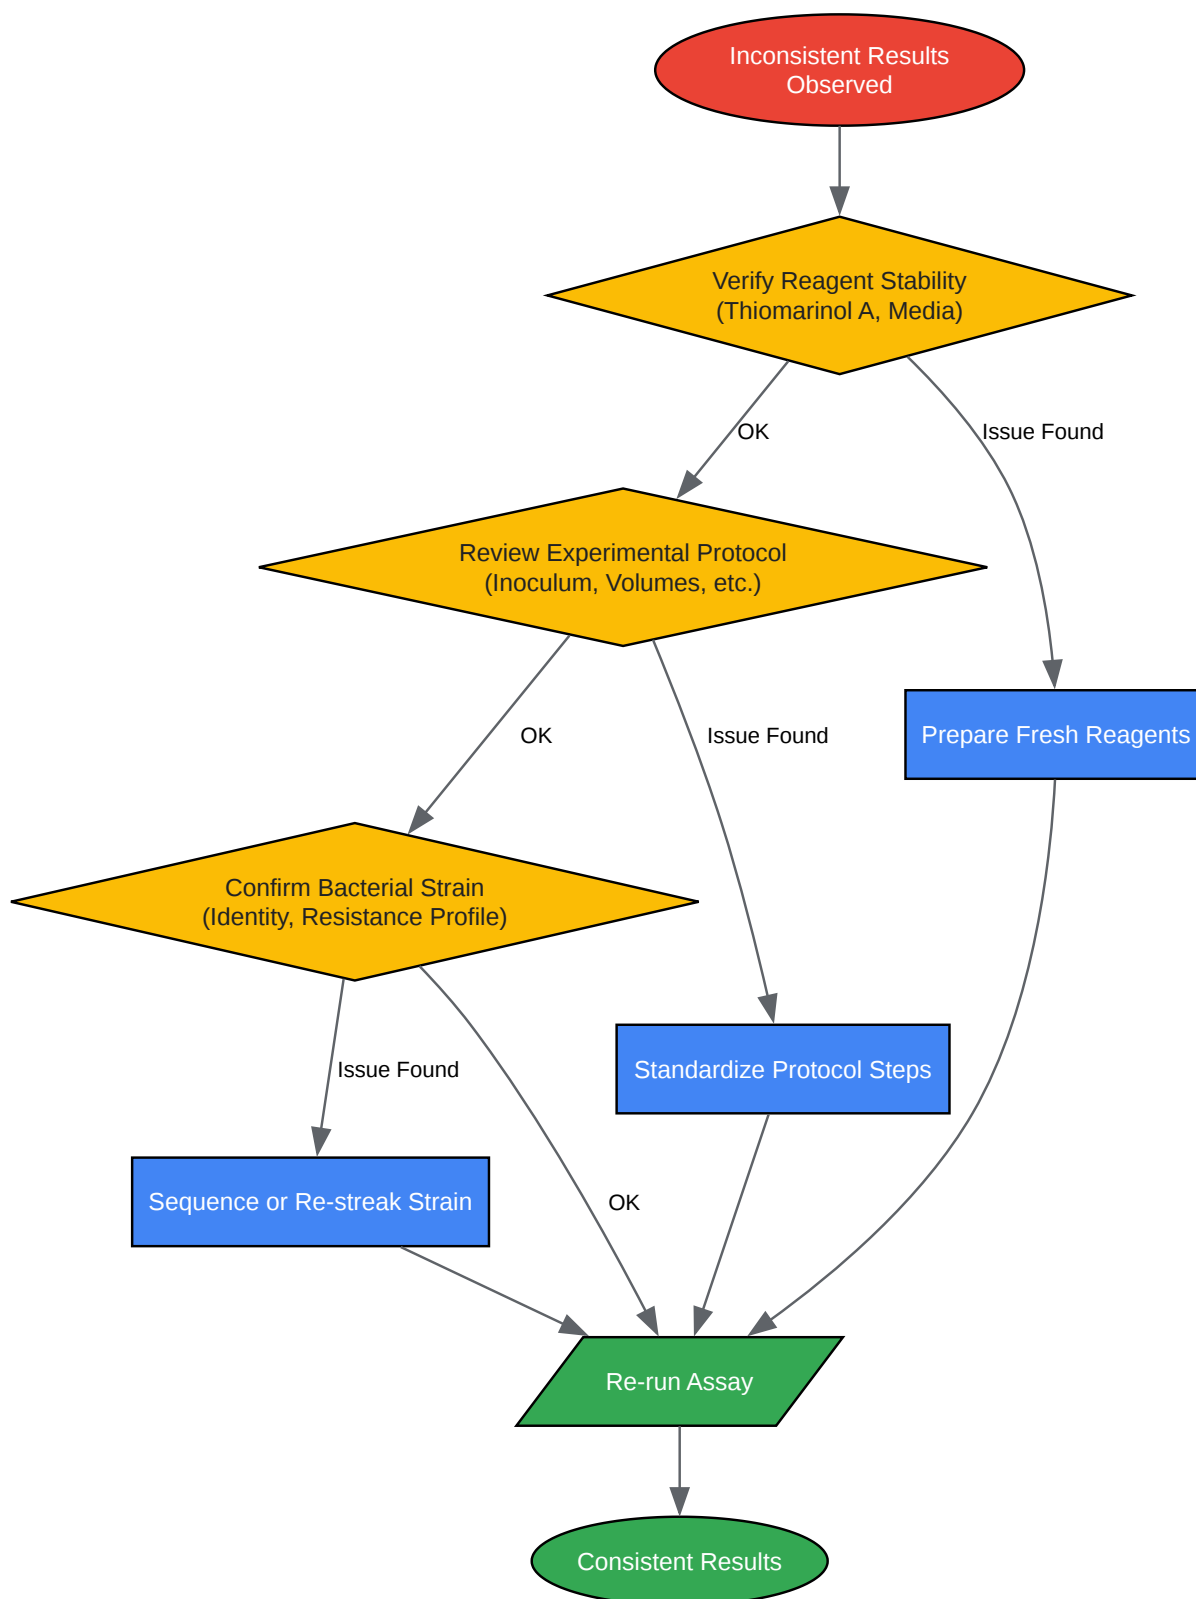 Inconsistent Results
Observed
Verify Reagent Stability
(Thiomarinol A, Media)
OK
Issue Found
Review Experimental Protocol
(Inoculum, Volumes, etc.)
OK
Issue Found
Prepare Fresh Reagents
Confirm Bacterial Strain
(Identity, Resistance Profile)
Issue Found
Standardize Protocol Steps
Sequence or Re-streak Strain
OK
Re-run Assay
Consistent Results